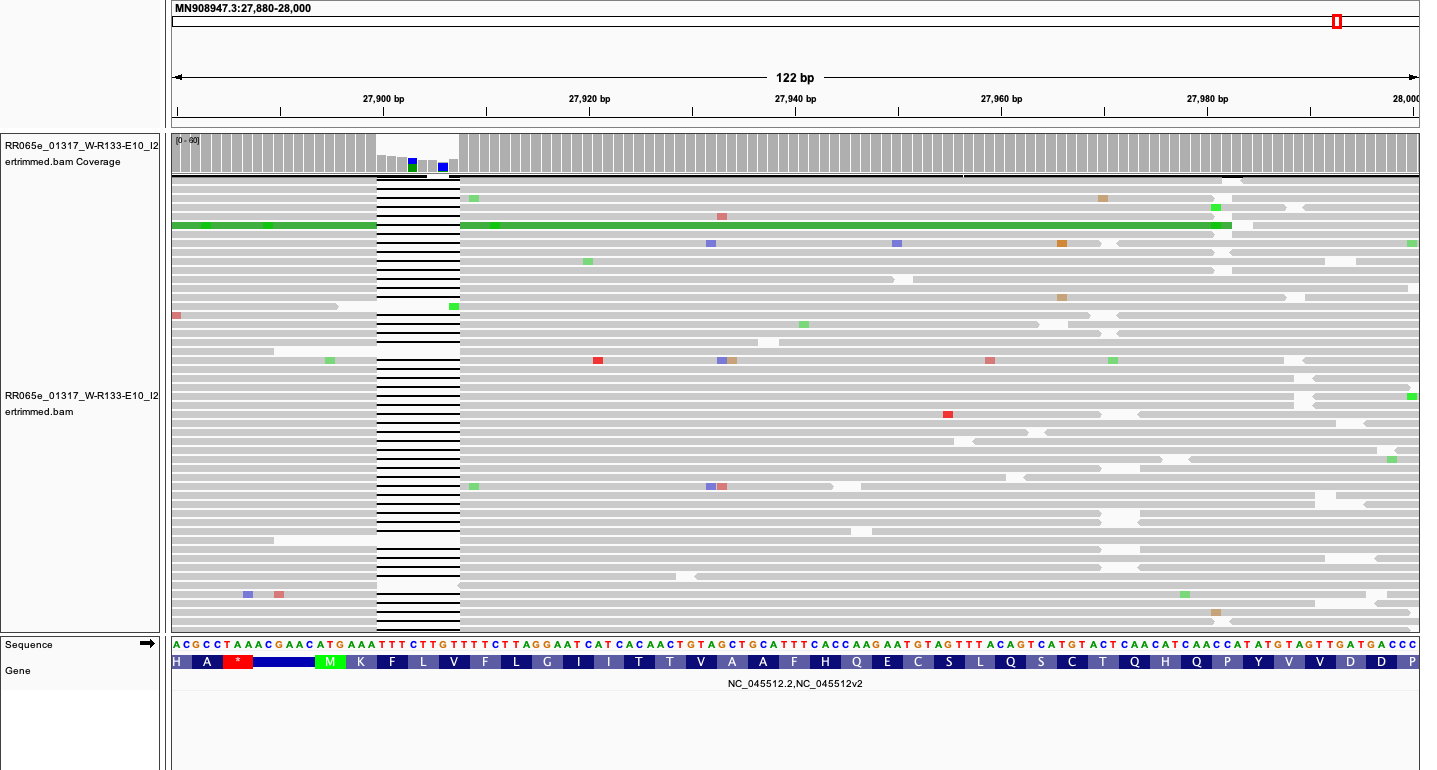 MN908947.3:27,880-28,000
122 bp
27,900 bp 27,920 bp 27,940 bp 27,960 bp 27,980 bp 28,000
RR065e_01317_W-R133-E10_I2
ertrimmed.bam Coverage
[0 - 60]
RR065e_01317_W-R133-E10_I2
ertrimmed.bam
Sequence
ACGCCTAAACGAACATGAAATTTCTTGTTTTCTTAGGAATCATCACAACTGTAGCTGCATTTCACCAAGAATGTAGTTTACAGTCATGTACTCAACATCAACCATATGTAGTTGATGACCC
Gene
H A * M K F L V F L G I I T T V A A F H Q E C S L Q S C T Q H Q P Y V V D D P
NC_045512.2,NC_045512v2